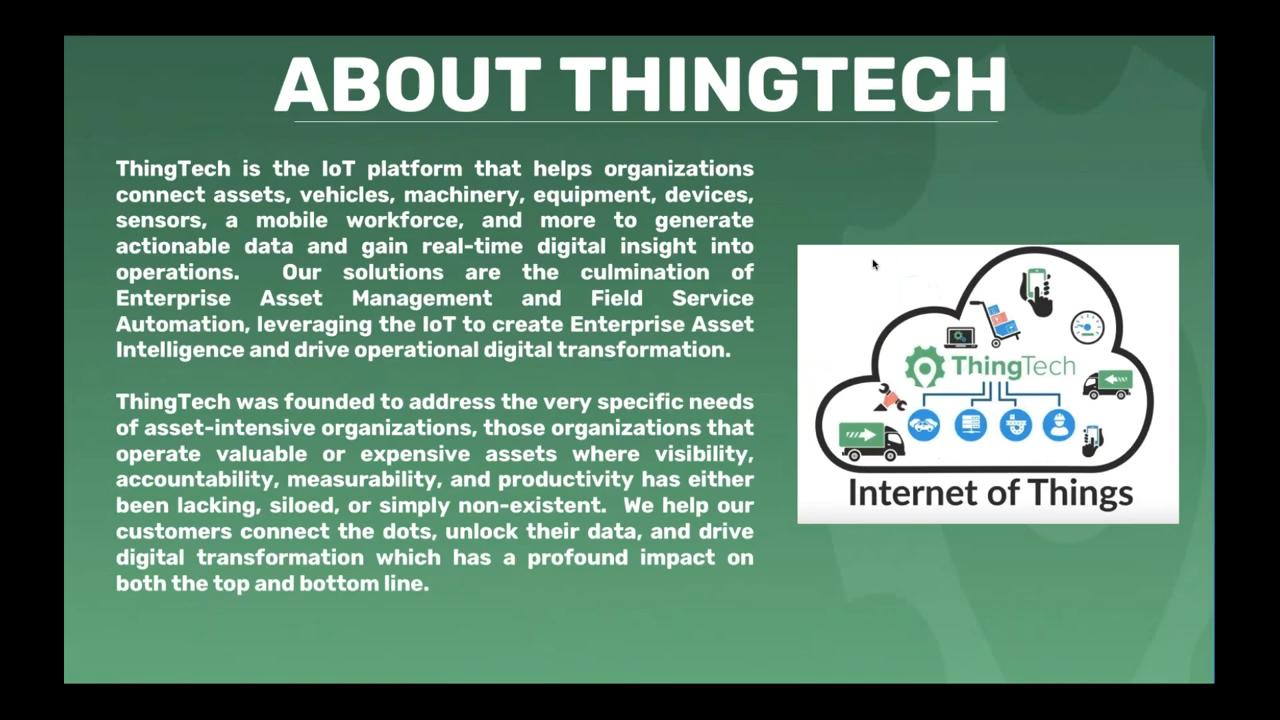 ABOUT THINGTECH
ThingTech is the IoT platform that helps organizations
connect assets, vehicles, machinery, equipment, devices,
sensors, a mobile workforce, and more to generate
actionable data and gain real-time digital insight into
operations. Our solutions are the culmination of
Enterprise Asset Management and Field Service
Automation, leveraging the IoT to create Enterprise Asset
Intelligence and drive operational digital transformation.
ThingTech was founded to address the very specific needs
of asset-intensive organizations, those organizations that
operate valuable or expensive assets where visibility,
accountability, measurability, and productivity has either
been lacking, siloed, or simply non-existent. We help our
customers connect the dots, unlock their data, and drive
digital transformation which has a profound impact on
both the top and bottom line.
ThingTech
Internet of Things